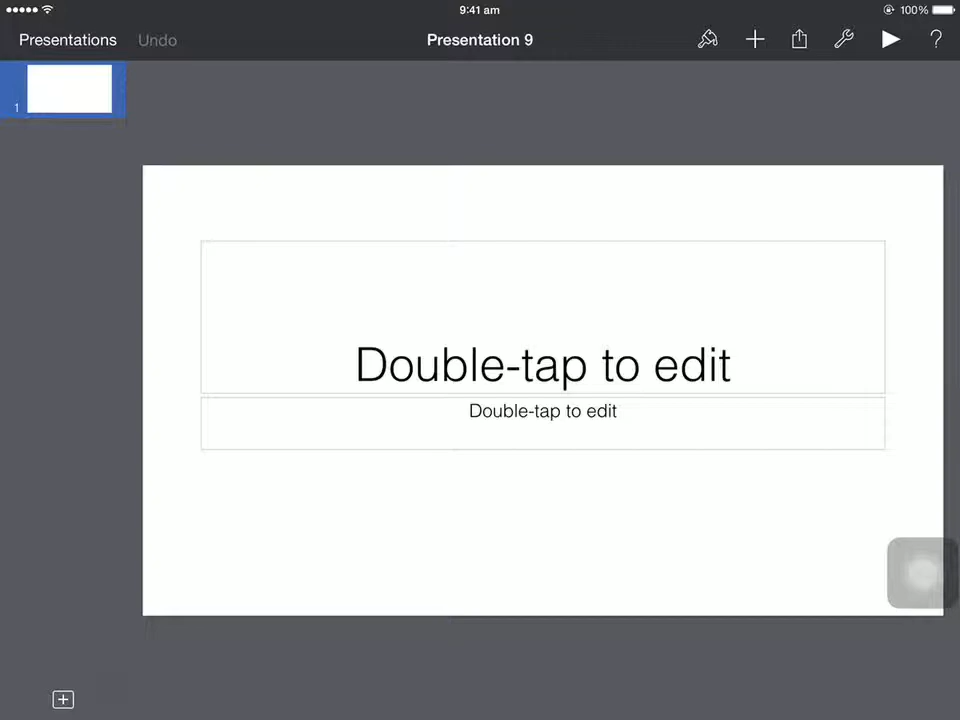 9:41 am
100%
Presentations
Undo
Presentation 9
?
1
Double-tap to edit
Double-tap to edit